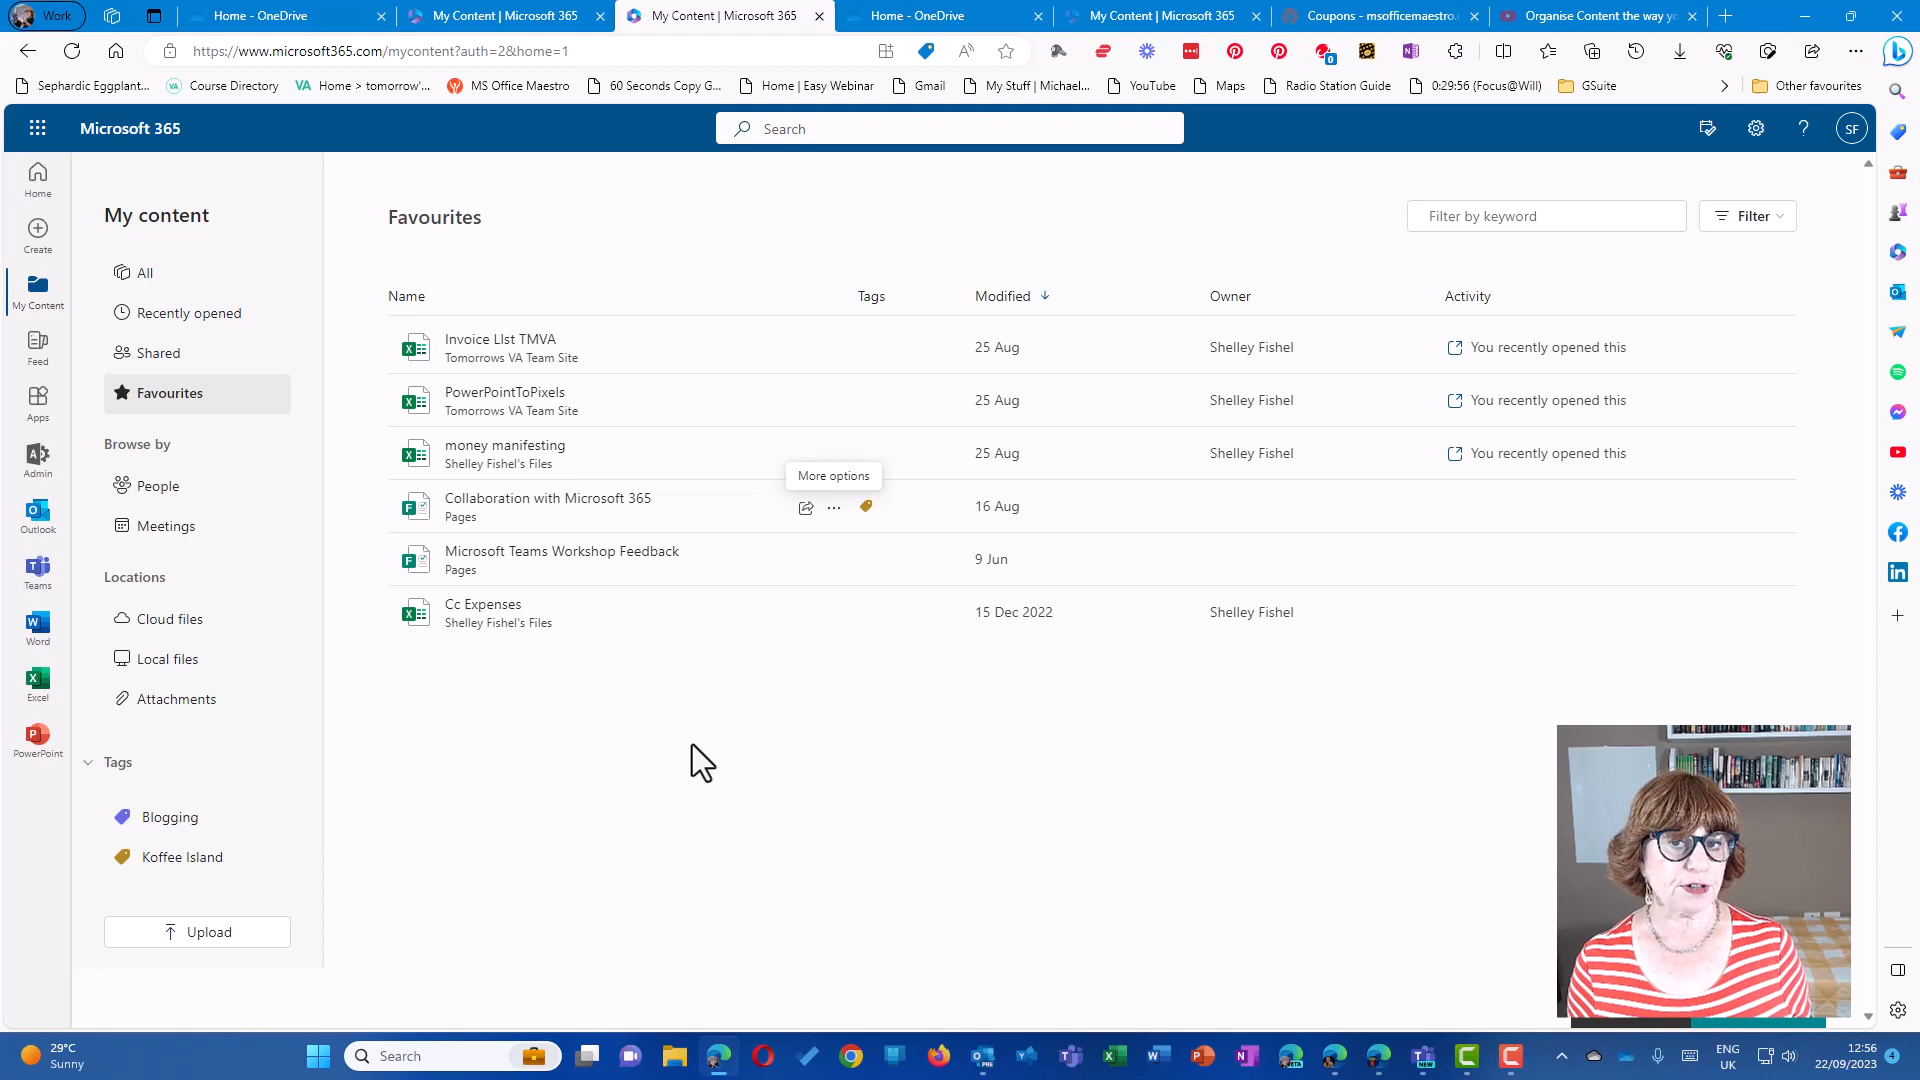 Work
Home - OneDrive
My Content | Microsoft 365
My Content | Microsoft 365
Home - OneDrive
My Content | Microsoft 365
Coupons - msofficemaestro.c
Organise Content the way yo
https://www.microsoft365.com/mycontent?auth=2&home=1
Sephardic Eggplant...
Course Directory
Home > tomorrow'...
MS Office Maestro
60 Seconds Copy G...
Home | Easy Webinar
Gmail
My Stuff | Michael...
YouTube
Maps
Radio Station Guide
0:29:56 (Focus@Will)
GSuite
Other favourites
Microsoft 365
Search
SF
Home
Create
My Content
Feed
Apps
Admin
Outlook
Teams
Word
Excel
PowerPoint
My content
All
Recently opened
Shared
Favourites
Browse by
People
Meetings
Locations
Cloud files
Local files
Attachments
Tags
Blogging
Koffee Island
Upload
Favourites
Filter by keyword
Filter
Name Tags Modified Owner Activity
Invoice LIst TMVA
Tomorrows VA Team Site
25 Aug Shelley Fishel You recently opened this
PowerPointToPixels
Tomorrows VA Team Site
25 Aug Shelley Fishel You recently opened this
money manifesting
Shelley Fishel's Files
25 Aug Shelley Fishel You recently opened this
More options
Collaboration with Microsoft 365
Pages
16 Aug
Microsoft Teams Workshop Feedback
Pages
9 Jun
Cc Expenses
Shelley Fishel's Files
15 Dec 2022 Shelley Fishel
29°C
Sunny
Search
ENG
UK
12:56
22/09/2023
4